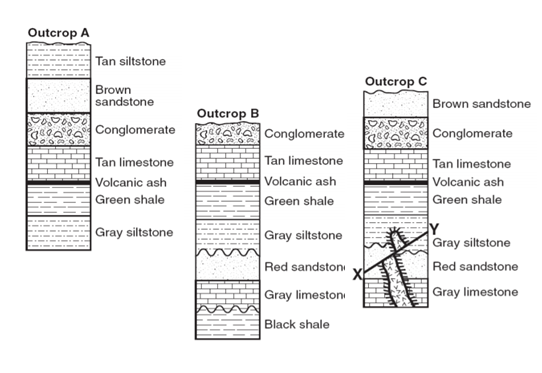 Outcrop A
Tan siltstone
Brown
sandstone
Conglomerate
Tan limestone
Volcanic ash
Green shale
Gray siltstone
Outcrop B
Conglomerate
Tan limestone
Volcanic ash
Green shale
Gray siltstone
Red sandston
Gray limeston
Black shale
Outcrop C
Brown sandstone
Conglomerate
Tan limestone
Volcanic ash
Green shale
Y
Gray siltstone
Red sandstone
X
Gray limestone